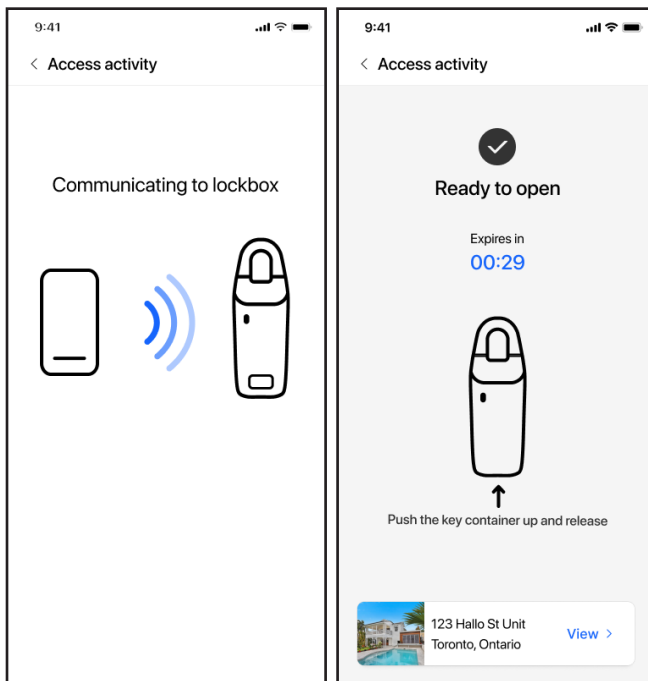 9:41
Access activity
Communicating to lockbox
9:41
Access activity
Ready to open
Expires in
00:29
Push the key container up and release
123 Hallo St Unit
Toronto, Ontario
View >